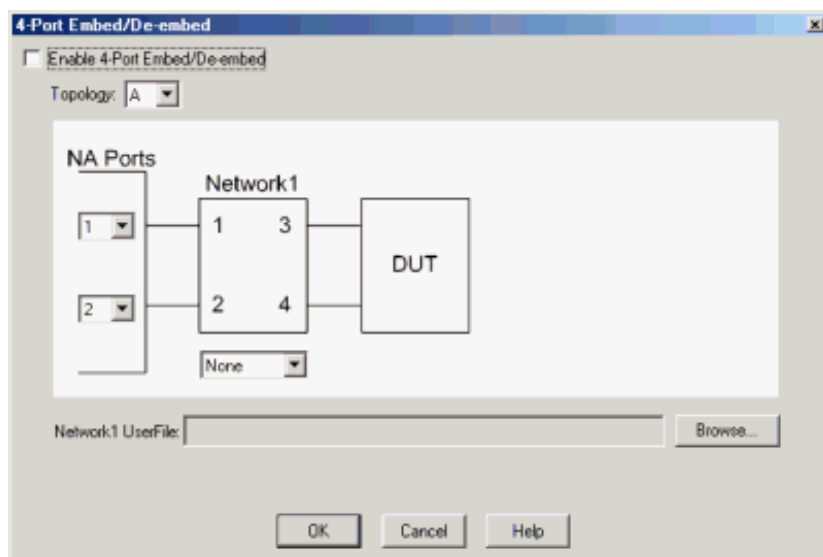 4-Port Embed/De-embed
Enable 4-Port Embed/De-embed
Topology: A
NA Ports
Network1
1 1 3
DUT
2 2 4
None
Network1 UserFile: Browse...
OK Cancel Help